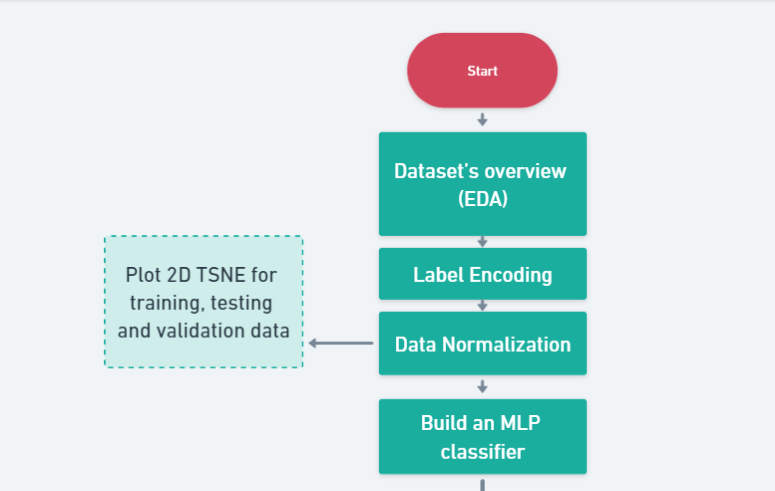 Start
Dataset's overview
(EDA)
Label Encoding
Plot 2D TSNE for
training, testing
and validation data
Data Normalization
Build an MLP
classifier